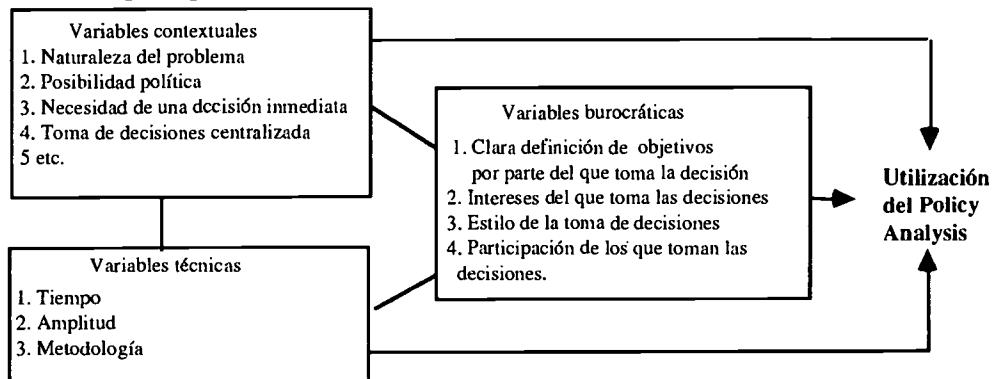 Variables contextuales
1. Naturaleza del problema
2. Posibilidad política
3. Necesidad de una decisión inmediata
4. Toma de decisiones centralizada
5 etc.
Variables burocráticas
1. Clara definición de objetivos
por parte del que toma la decisión
2. Intereses del que toma las decisiones
3. Estilo de la toma de decisiones
4. Participación de los que toman las
decisiones.
Utilización
del Policy
Analysis
Variables técnicas
1. Tiempo
2. Amplitud
3. Metodología